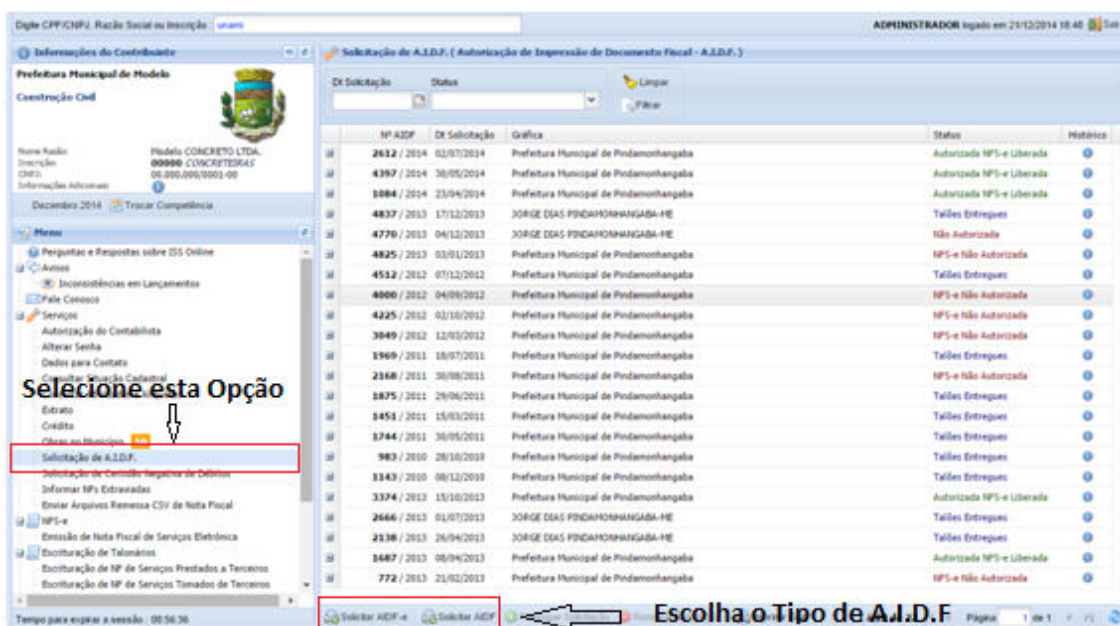 Digite CPF/CNPJ, Razão Social ou Inscrição : unami
ADMINISTRADOR logado em 21/12/2014 18:48 Sair
Informações do Contribuinte
Prefeitura Municipal de Modelo
Construção Civil
Nome Razão: Modelo CONCRETO LTDA.
Inscrição: 00000 CONCRETEIRAS
CNPJ: 00.000.000/0001-00
Informações Adicionais
Dezembro 2014 Trocar Competência
Menu
Perguntas e Respostas sobre ISS Online
Avisos
Inconsistências em Lançamentos
Fale Conosco
Serviços
Autorização do Contabilista
Alterar Senha
Dados para Contato
Consultar Situação Cadastral
Selecione esta Opção
Extrato
Crédito
Obras no Município
Solicitação de A.I.D.F.
Solicitação de Certidão Negativa de Débitos
Informar NFs Extraviadas
Enviar Arquivos Remessa CSV de Nota Fiscal
NFS-e
Emissão de Nota Fiscal de Serviços Eletrônica
Escrituração de Talonários
Escrituração de NF de Serviços Prestados a Terceiros
Escrituração de NF de Serviços Tomados de Terceiros
Tempo para expirar a sessão : 00:56:36
Solicitação de A.I.D.F. ( Autorização de Impressão de Documento Fiscal - A.I.D.F. )
Dt Solicitação Status Limpar
Filtrar
Nº AIDF Dt Solicitação Gráfica Status Histórico
2612 / 2014 02/07/2014 Prefeitura Municipal de Pindamonhangaba Autorizada NFS-e Liberada
4397 / 2014 30/05/2014 Prefeitura Municipal de Pindamonhangaba Autorizada NFS-e Liberada
1084 / 2014 23/04/2014 Prefeitura Municipal de Pindamonhangaba Autorizada NFS-e Liberada
4837 / 2013 17/12/2013 JORGE DIAS PINDAMONHANGABA-ME Talões Entregues
4770 / 2013 04/12/2013 JORGE DIAS PINDAMONHANGABA-ME Não Autorizada
4825 / 2013 03/01/2013 Prefeitura Municipal de Pindamonhangaba NFS-e Não Autorizada
4512 / 2012 07/12/2012 Prefeitura Municipal de Pindamonhangaba Talões Entregues
4000 / 2012 04/09/2012 Prefeitura Municipal de Pindamonhangaba NFS-e Não Autorizada
4225 / 2012 02/10/2012 Prefeitura Municipal de Pindamonhangaba NFS-e Não Autorizada
3049 / 2012 12/03/2012 Prefeitura Municipal de Pindamonhangaba NFS-e Não Autorizada
1969 / 2011 18/07/2011 Prefeitura Municipal de Pindamonhangaba Talões Entregues
2168 / 2011 30/08/2011 Prefeitura Municipal de Pindamonhangaba NFS-e Não Autorizada
1875 / 2011 29/06/2011 Prefeitura Municipal de Pindamonhangaba Talões Entregues
1451 / 2011 15/03/2011 Prefeitura Municipal de Pindamonhangaba Talões Entregues
1744 / 2011 30/05/2011 Prefeitura Municipal de Pindamonhangaba Talões Entregues
983 / 2010 28/10/2010 Prefeitura Municipal de Pindamonhangaba Talões Entregues
1143 / 2010 08/12/2010 Prefeitura Municipal de Pindamonhangaba Talões Entregues
3374 / 2013 15/10/2013 Prefeitura Municipal de Pindamonhangaba Autorizada NFS-e Liberada
2666 / 2013 01/07/2013 JORGE DIAS PINDAMONHANGABA-ME Talões Entregues
2138 / 2013 26/04/2013 JORGE DIAS PINDAMONHANGABA-ME Talões Entregues
1687 / 2013 08/04/2013 Prefeitura Municipal de Pindamonhangaba Autorizada NFS-e Liberada
772 / 2013 21/02/2013 Prefeitura Municipal de Pindamonhangaba NFS-e Não Autorizada
Solicitar AIDF-e Solicitar AIDF Escolha o Tipo de A.I.D.F Página 1 de 1